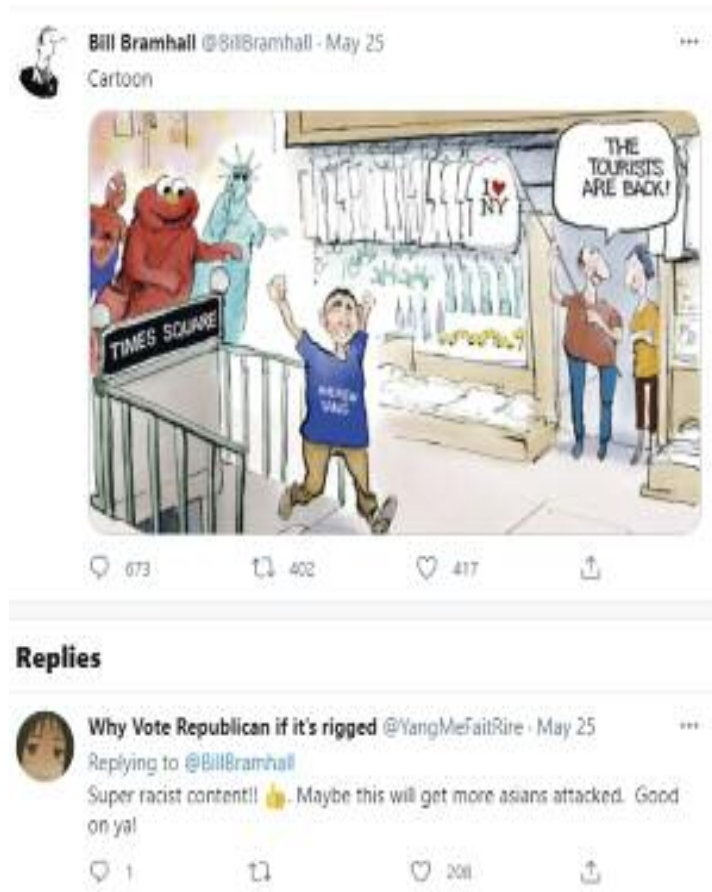 Bill Bramhall @BillBramhall · May 25
Cartoon
THE
TOURISTS
ARE BACK!
I ♥
NY
TIMES SQUARE
ANDREW
YANG
673 402 417
Replies
Why Vote Republican if it's rigged @YangMeFaitRire · May 25
Replying to @BillBramhall
Super racist content!! 👍. Maybe this will get more asians attacked. Good
on ya!
1 208